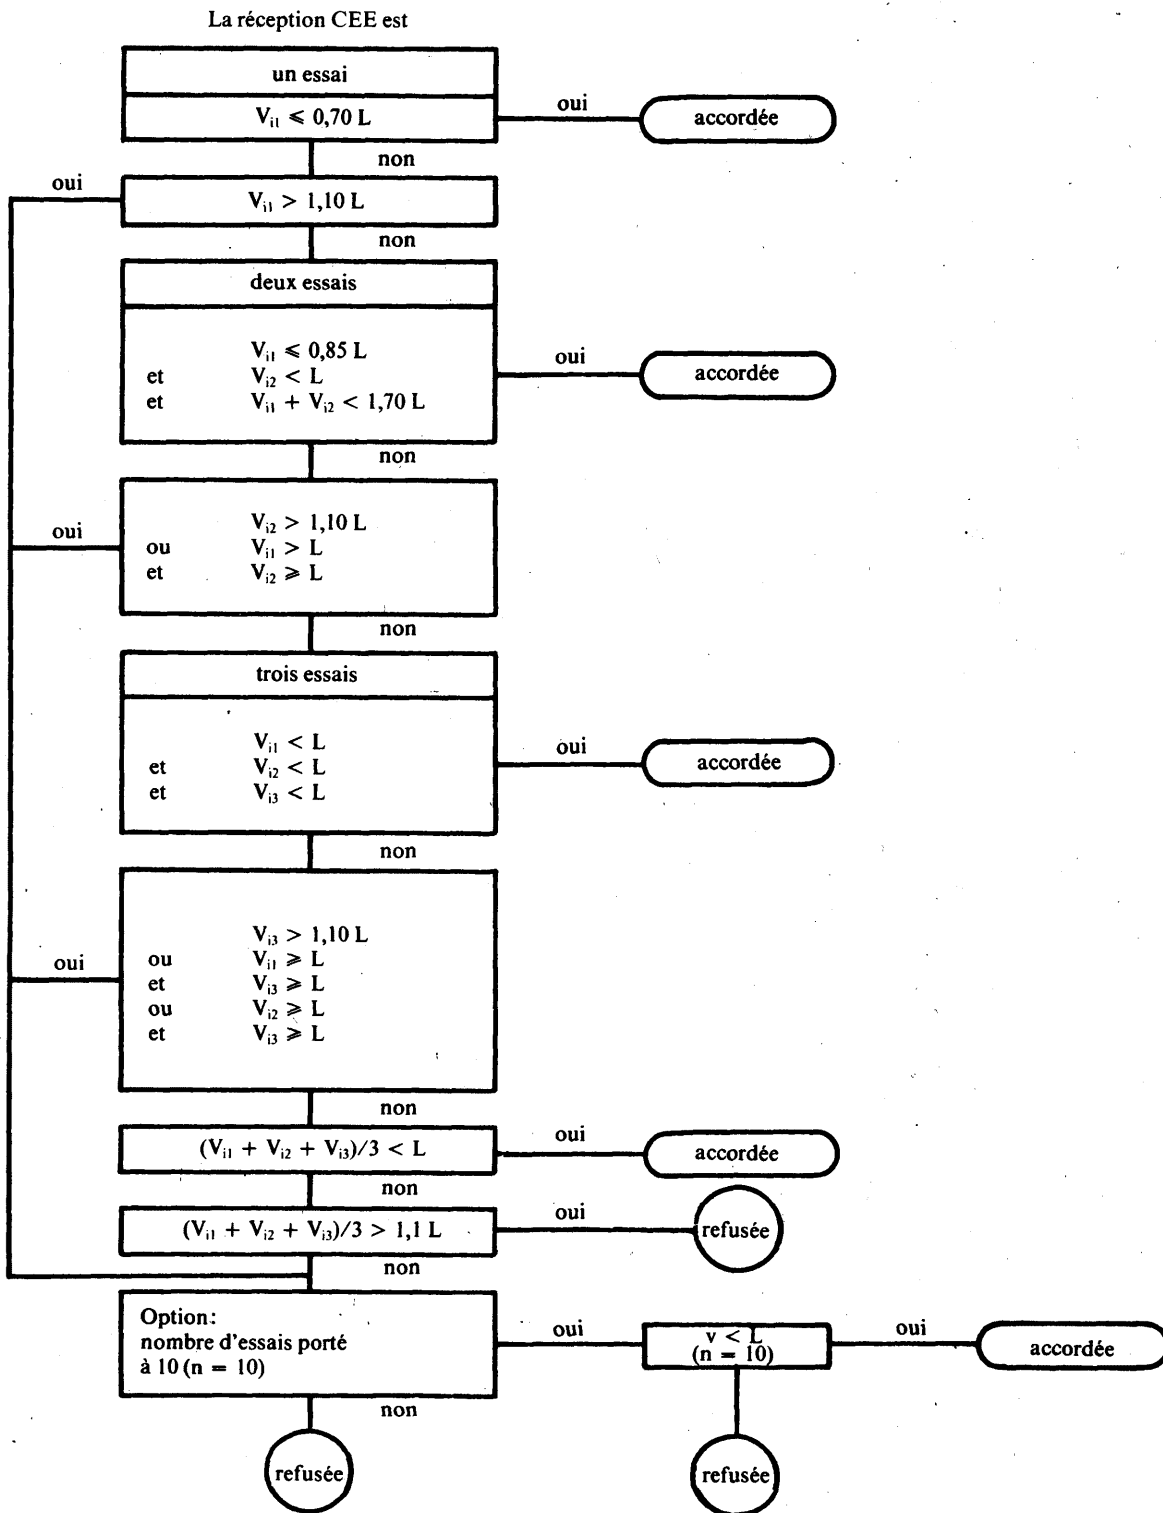 La réception CEE est
un essai
V_i1 ⩽ 0,70 L
oui
accordée
non
oui
V_i1 > 1,10 L
non
deux essais
V_i1 ⩽ 0,85 L
et V_i2 < L
et V_i1 + V_i2 < 1,70 L
oui
accordée
non
oui
V_i2 > 1,10 L
ou V_i1 > L
et V_i2 ⩾ L
non
trois essais
V_i1 < L
et V_i2 < L
et V_i3 < L
oui
accordée
non
oui
V_i3 > 1,10 L
ou V_i1 ⩾ L
et V_i3 ⩾ L
ou V_i2 ⩾ L
et V_i3 ⩾ L
non
(V_i1 + V_i2 + V_i3)/3 < L
oui
accordée
non
(V_i1 + V_i2 + V_i3)/3 > 1,1 L
oui
refusée
non
Option:
nombre d'essais porté
à 10 (n = 10)
oui
v < L
(n = 10)
oui
accordée
non
refusée
refusée